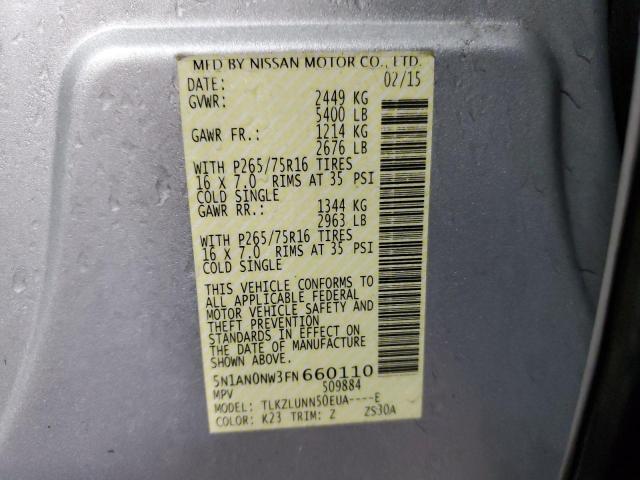 MFD BY NISSAN MOTOR CO., LTD.
DATE: 02/15
GVWR: 2449 KG
5400 LB
GAWR FR.: 1214 KG
2676 LB
WITH P265/75R16 TIRES
16 X 7.0 RIMS AT 35 PSI
COLD SINGLE
GAWR RR.: 1344 KG
2963 LB
WITH P265/75R16 TIRES
16 X 7.0 RIMS AT 35 PSI
COLD SINGLE
THIS VEHICLE CONFORMS TO
ALL APPLICABLE FEDERAL
MOTOR VEHICLE SAFETY AND
THEFT PREVENTION
STANDARDS IN EFFECT ON
THE DATE OF MANUFACTURE
SHOWN ABOVE.
5N1AN0NW3FN660110
MPV 509884
MODEL: TLKZLUNN50EUA----E
COLOR: K23 TRIM: Z ZS30A